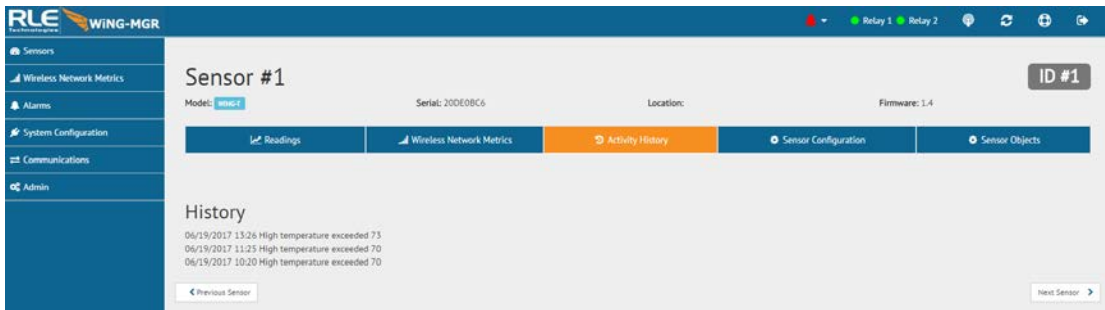 RLE WiNG-MGR
Technologies
Relay 1 Relay 2
Sensors
Wireless Network Metrics
Alarms
System Configuration
Communications
Admin
Sensor #1
ID #1
Model: WING-T Serial: 20DE0BC6 Location: Firmware: 1.4
Readings Wireless Network Metrics Activity History Sensor Configuration Sensor Objects
History
06/19/2017 13:26 High temperature exceeded 73
06/19/2017 11:25 High temperature exceeded 70
06/19/2017 10:20 High temperature exceeded 70
Previous Sensor Next Sensor